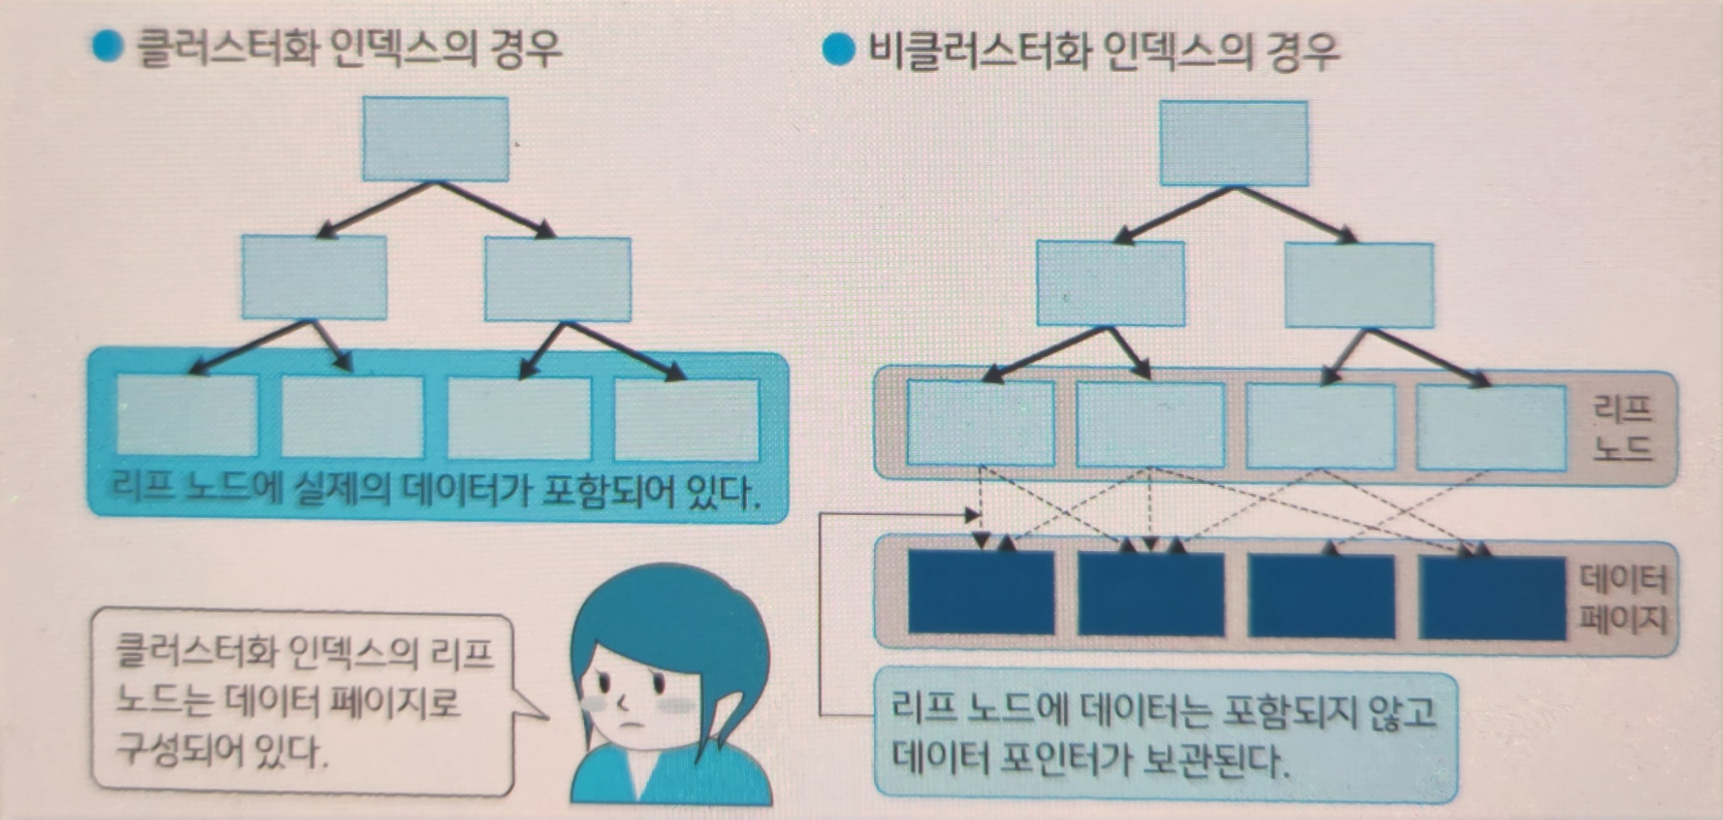 ● 클러스터화 인덱스의 경우
리프 노드에 실제의 데이터가 포함되어 있다.
클러스터화 인덱스의 리프
노드는 데이터 페이지로
구성되어 있다.
● 비클러스터화 인덱스의 경우
리프
노드
데이터
페이지
리프 노드에 데이터는 포함되지 않고
데이터 포인터가 보관된다.